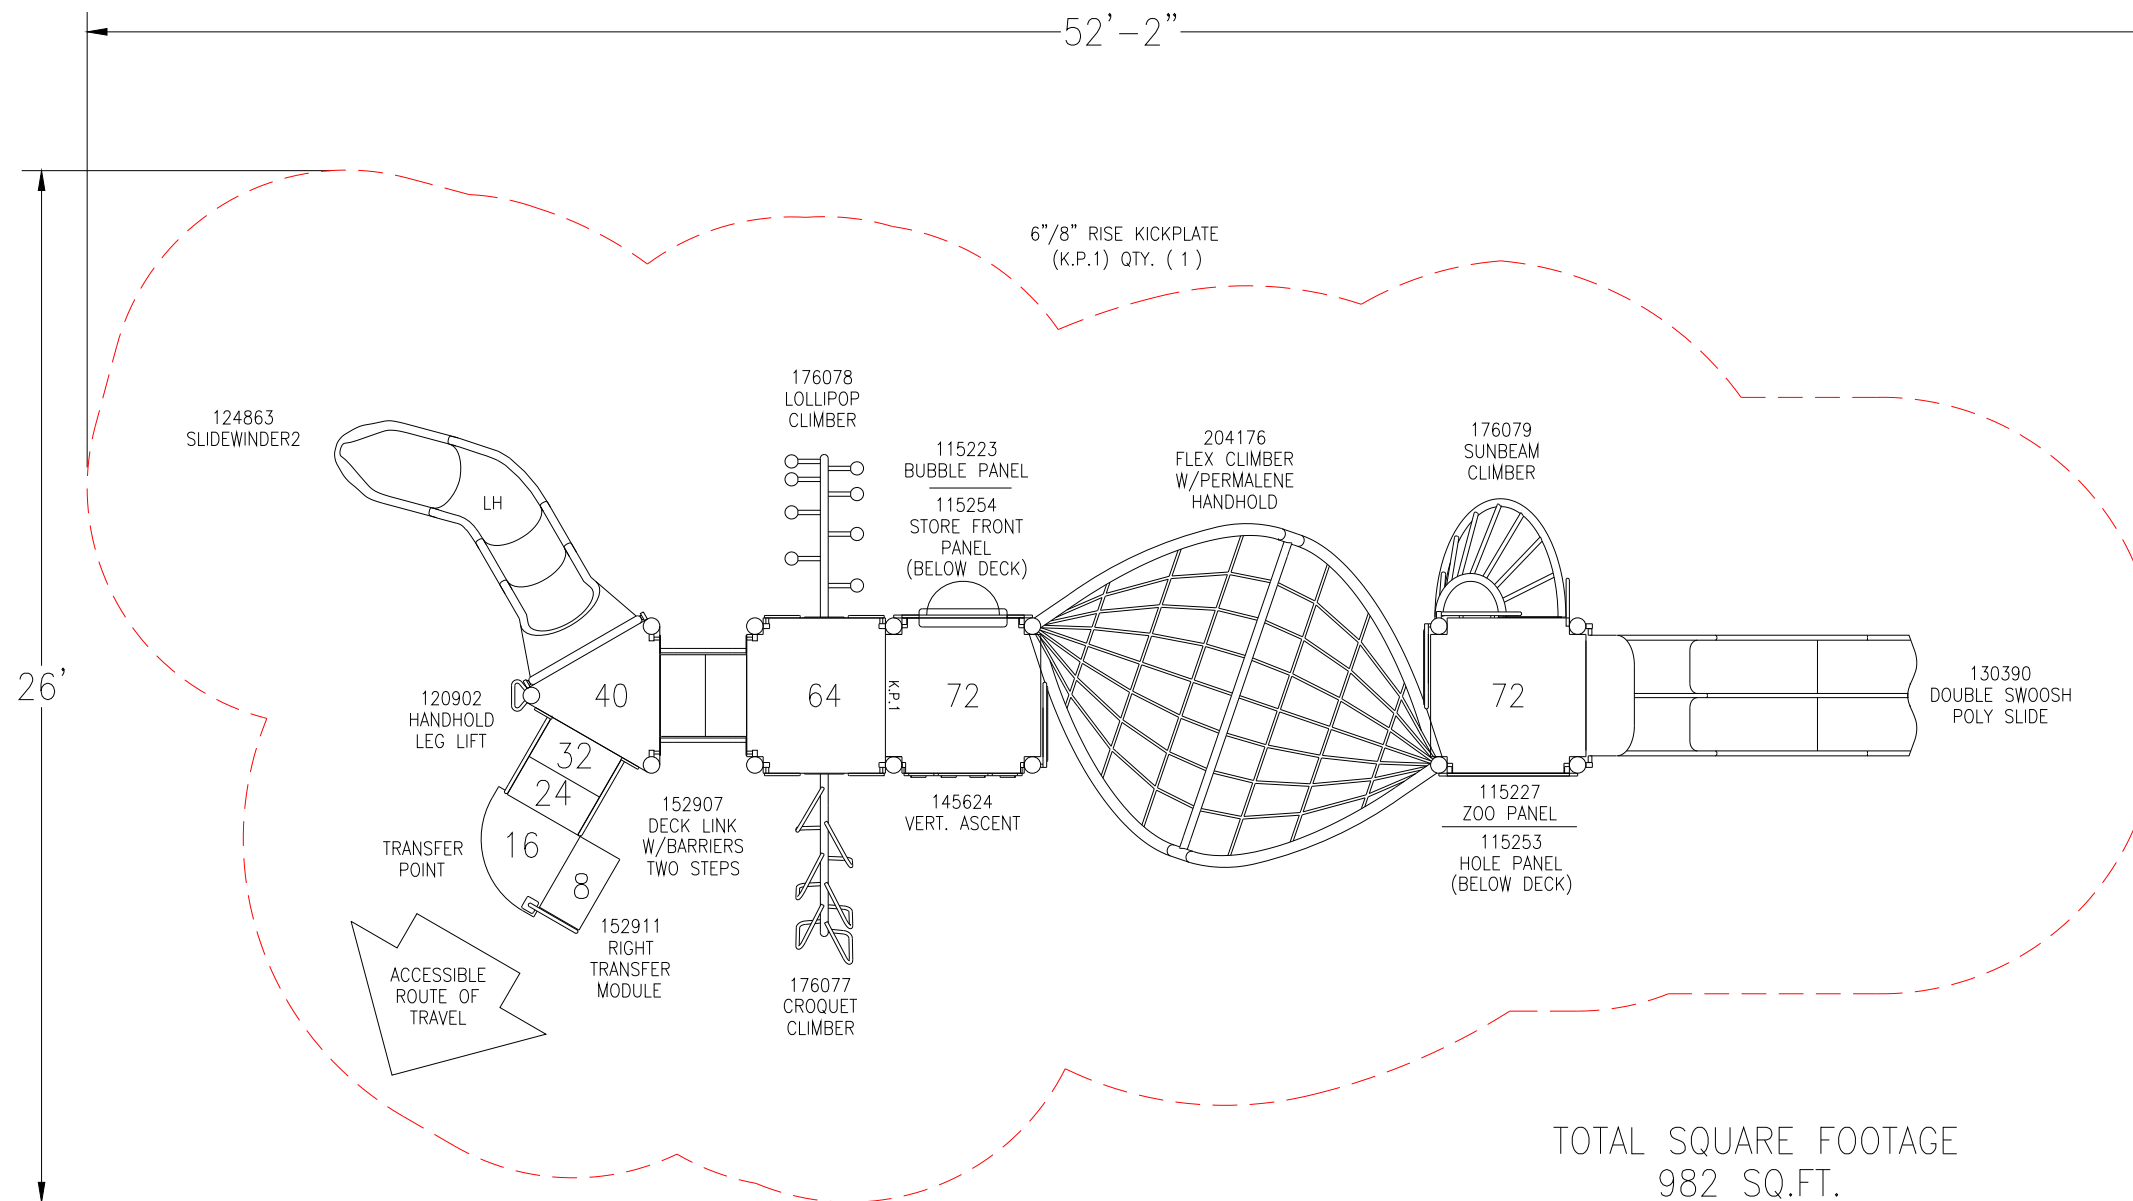 52'-2"
6"/8" RISE KICKPLATE
(K.P.1) QTY. ( 1 )
176078
LOLLIPOP
CLIMBER
124863
SLIDEWINDER2
115223
BUBBLE PANEL
115254
STORE FRONT
PANEL
(BELOW DECK)
204176
FLEX CLIMBER
W/PERMALENE
HANDHOLD
176079
SUNBEAM
CLIMBER
LH
26'
120902
HANDHOLD
LEG LIFT
40
64
K.P.1
72
72
130390
DOUBLE SWOOSH
POLY SLIDE
32
24
16
8
TRANSFER
POINT
152907
DECK LINK
W/BARRIERS
TWO STEPS
145624
VERT. ASCENT
115227
ZOO PANEL
115253
HOLE PANEL
(BELOW DECK)
152911
RIGHT
TRANSFER
MODULE
ACCESSIBLE
ROUTE OF
TRAVEL
176077
CROQUET
CLIMBER
TOTAL SQUARE FOOTAGE
982 SQ.FT.